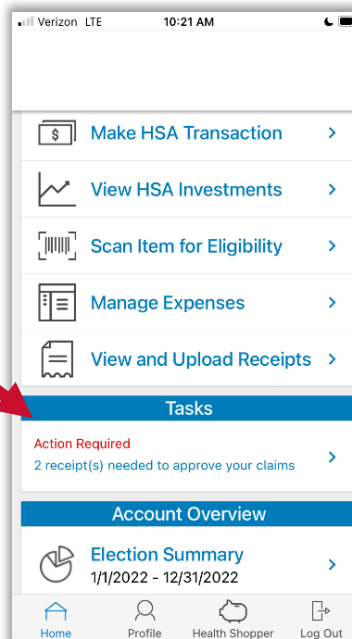 Verizon LTE 10:21 AM
$ Make HSA Transaction
View HSA Investments
Scan Item for Eligibility
Manage Expenses
View and Upload Receipts
Tasks
Action Required
2 receipt(s) needed to approve your claims
Account Overview
Election Summary
1/1/2022 - 12/31/2022
Home Profile Health Shopper Log Out